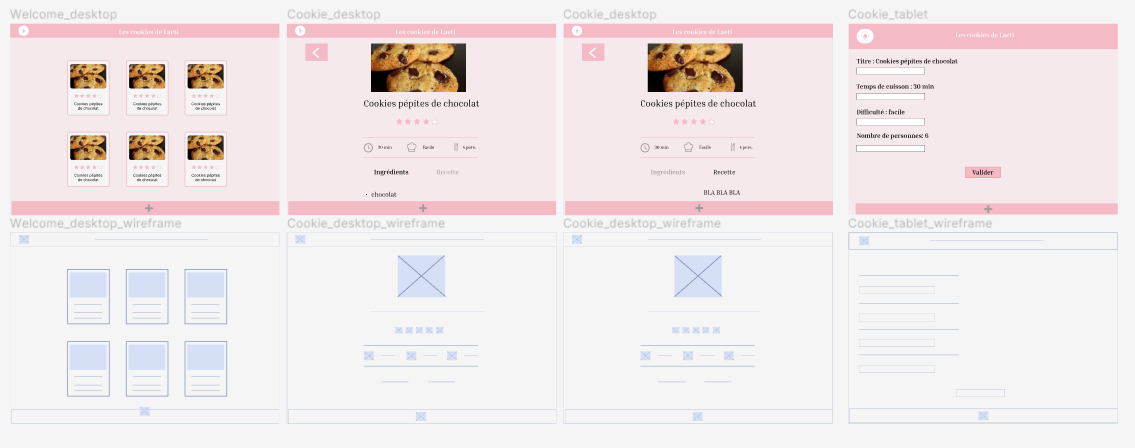 Welcome_desktop
Les cookies de Laeti
Cookies pépites
de chocolat
Cookies pépites
de chocolat
Cookies pépites
de chocolat
Cookies pépites
de chocolat
Cookies pépites
de chocolat
Cookies pépites
de chocolat
+
Cookie_desktop
Les cookies de Laeti
<
Cookies pépites de chocolat
30 min
Facile
4 pers.
Ingrédients
Recette
· chocolat
+
Cookie_desktop
Les cookies de Laeti
<
Cookies pépites de chocolat
30 min
Facile
4 pers.
Ingrédients
Recette
BLA BLA BLA
+
Cookie_tablet
Les cookies de Laeti
Titre : Cookies pépites de chocolat
Temps de cuisson : 30 min
Difficulté : facile
Nombre de personnes: 6
Valider
+
Welcome_desktop_wireframe
Cookie_desktop_wireframe
Cookie_desktop_wireframe
Cookie_tablet_wireframe